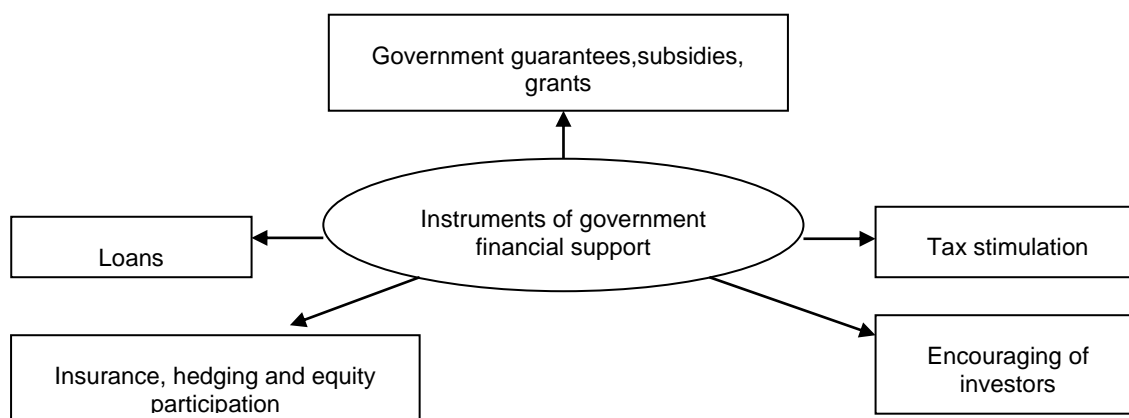 Government guarantees,subsidies,
grants
Instruments of government
financial support
Loans
Tax stimulation
Insurance, hedging and equity
participation
Encouraging of
investors